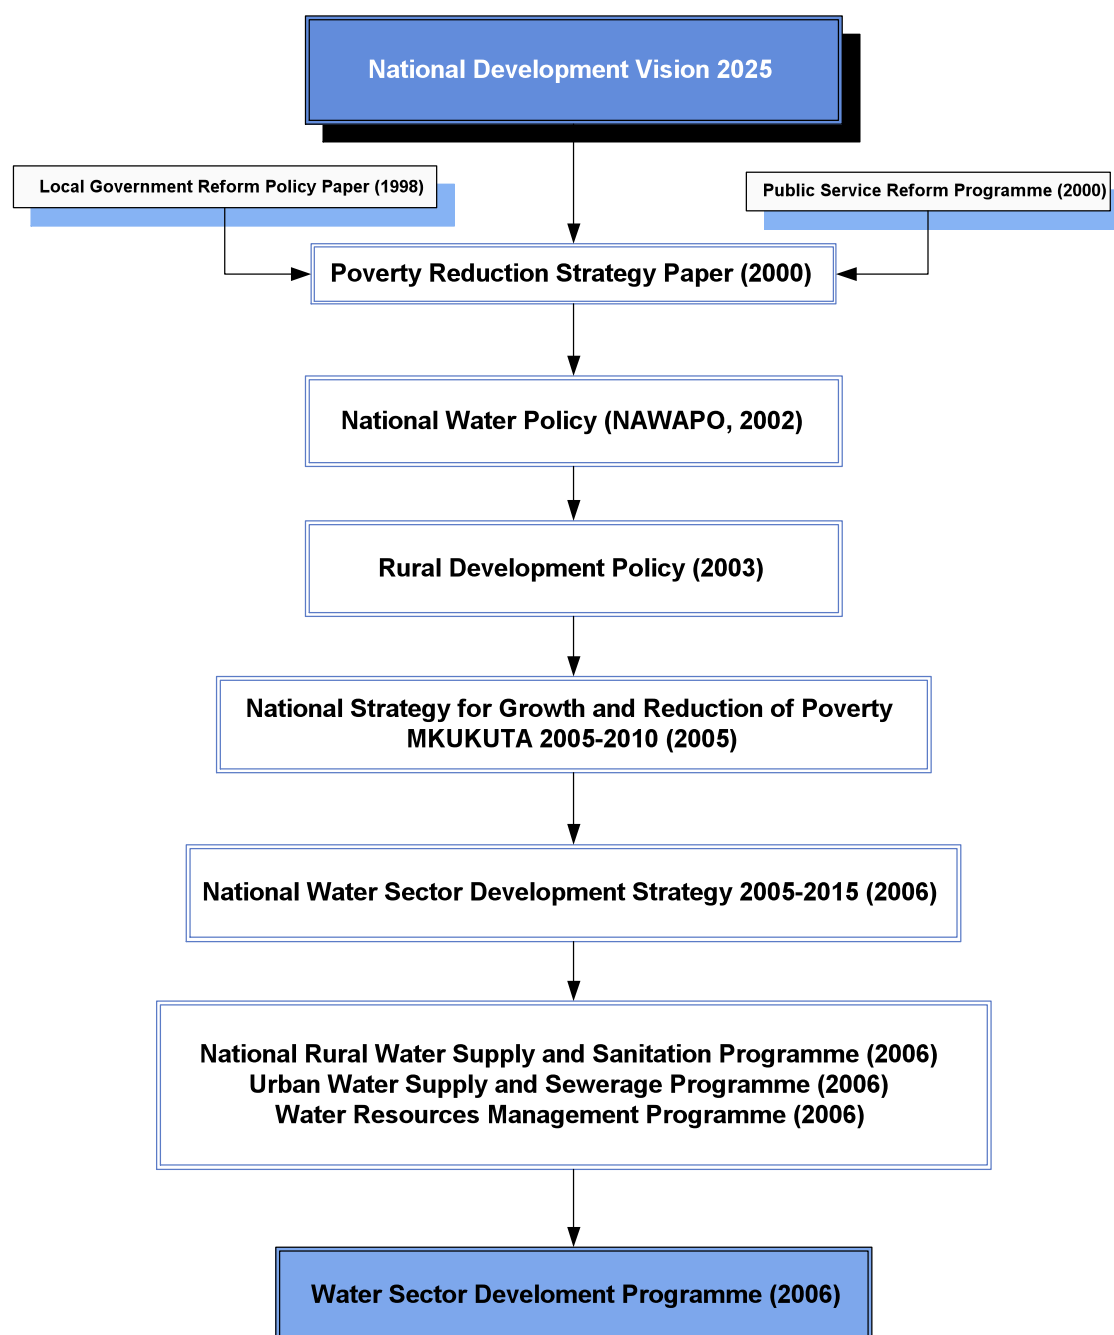 National Development Vision 2025
Local Government Reform Policy Paper (1998)
Public Service Reform Programme (2000)
Poverty Reduction Strategy Paper (2000)
National Water Policy (NAWAPO, 2002)
Rural Development Policy (2003)
National Strategy for Growth and Reduction of Poverty
MKUKUTA 2005-2010 (2005)
National Water Sector Development Strategy 2005-2015 (2006)
National Rural Water Supply and Sanitation Programme (2006)
Urban Water Supply and Sewerage Programme (2006)
Water Resources Management Programme (2006)
Water Sector Develoment Programme (2006)